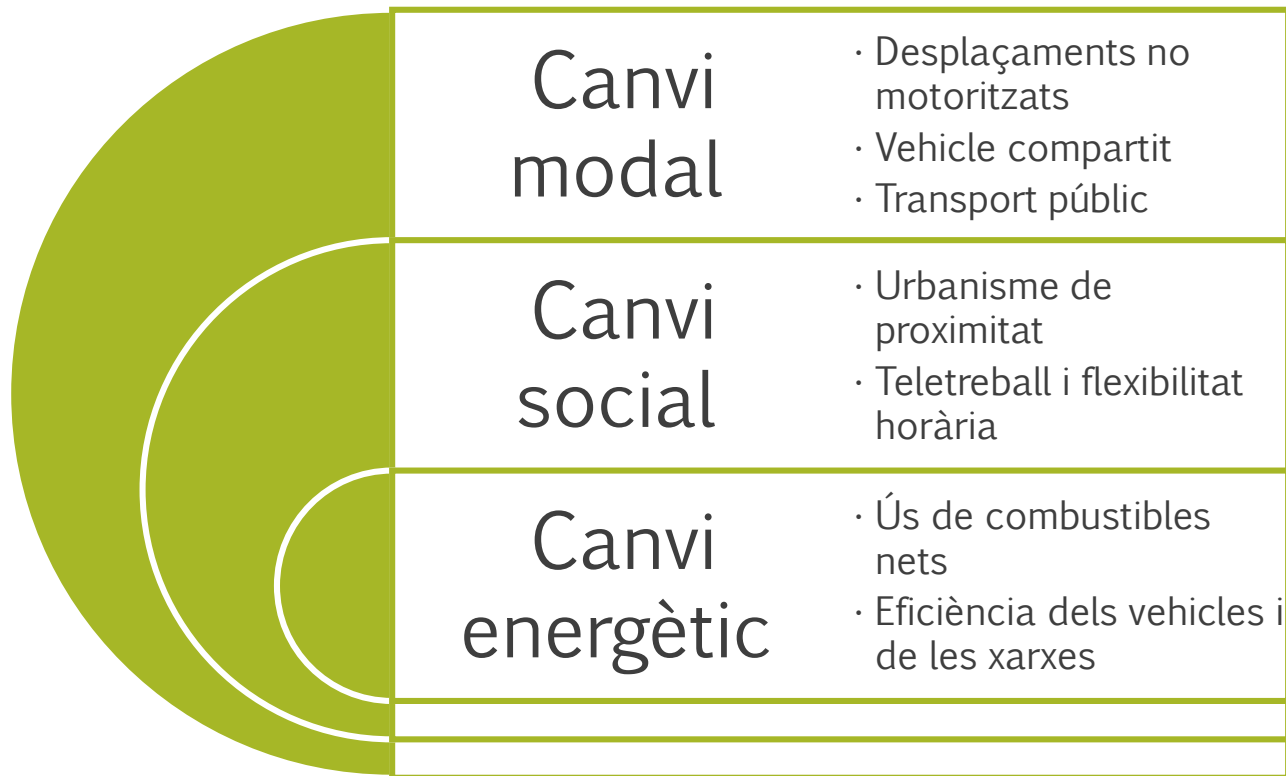 Canvi
modal
· Desplaçaments no
motoritzats
· Vehicle compartit
· Transport públic
Canvi
social
· Urbanisme de
proximitat
· Teletreball i flexibilitat
horària
Canvi
energètic
· Ús de combustibles
nets
· Eficiència dels vehicles i
de les xarxes